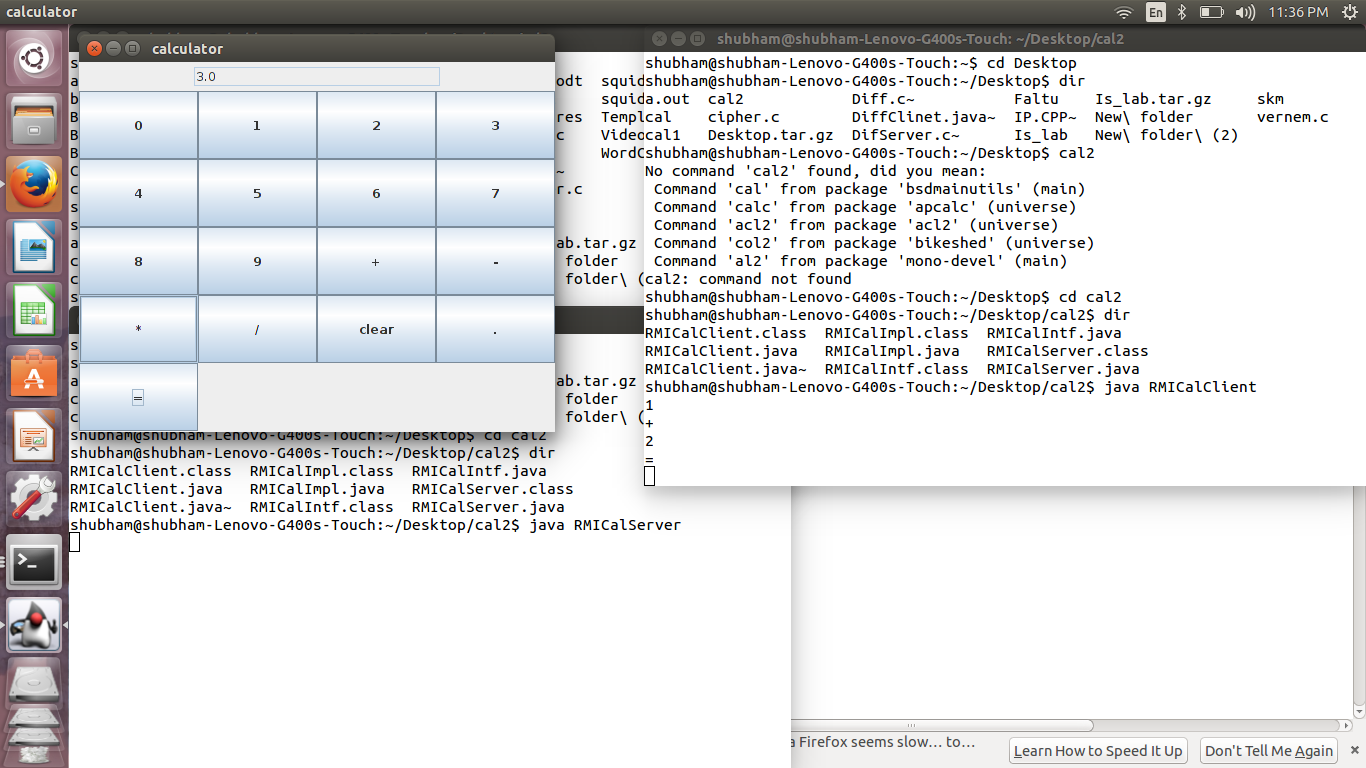 calculator
En
11:36 PM
calculator
3.0
0 1 2 3
4 5 6 7
8 9 + -
* / clear .
=
shubham@shubham-Lenovo-G400s-Touch: ~/Desktop/cal2
shubham@shubham-Lenovo-G400s-Touch:~$ cd Desktop
shubham@shubham-Lenovo-G400s-Touch:~/Desktop$ dir
a.out cal2 Diff.c~ Faltu Is_lab.tar.gz skm
cal cipher.c DiffClinet.java~ IP.CPP~ New\ folder vernem.c
cal1 Desktop.tar.gz DifServer.c~ Is_lab New\ folder\ (2)
shubham@shubham-Lenovo-G400s-Touch:~/Desktop$ cal2
No command 'cal2' found, did you mean:
Command 'cal' from package 'bsdmainutils' (main)
Command 'calc' from package 'apcalc' (universe)
Command 'acl2' from package 'acl2' (universe)
Command 'col2' from package 'bikeshed' (universe)
Command 'al2' from package 'mono-devel' (main)
cal2: command not found
shubham@shubham-Lenovo-G400s-Touch:~/Desktop$ cd cal2
shubham@shubham-Lenovo-G400s-Touch:~/Desktop/cal2$ dir
RMICalClient.class RMICalImpl.class RMICalIntf.java
RMICalClient.java RMICalImpl.java RMICalServer.class
RMICalClient.java~ RMICalIntf.class RMICalServer.java
shubham@shubham-Lenovo-G400s-Touch:~/Desktop/cal2$ java RMICalClient
1
+
2
=
odt squid
squid
res Templ
c Video
WordC
~
r.c
ab.tar.gz
folder
folder\ (
ab.tar.gz
folder
folder\ (
shubham@shubham-Lenovo-G400s-Touch:~/Desktop$ cd cal2
shubham@shubham-Lenovo-G400s-Touch:~/Desktop/cal2$ dir
RMICalClient.class RMICalImpl.class RMICalIntf.java
RMICalClient.java RMICalImpl.java RMICalServer.class
RMICalClient.java~ RMICalIntf.class RMICalServer.java
shubham@shubham-Lenovo-G400s-Touch:~/Desktop/cal2$ java RMICalServer
a Firefox seems slow… to…
Learn How to Speed It Up
Don't Tell Me Again